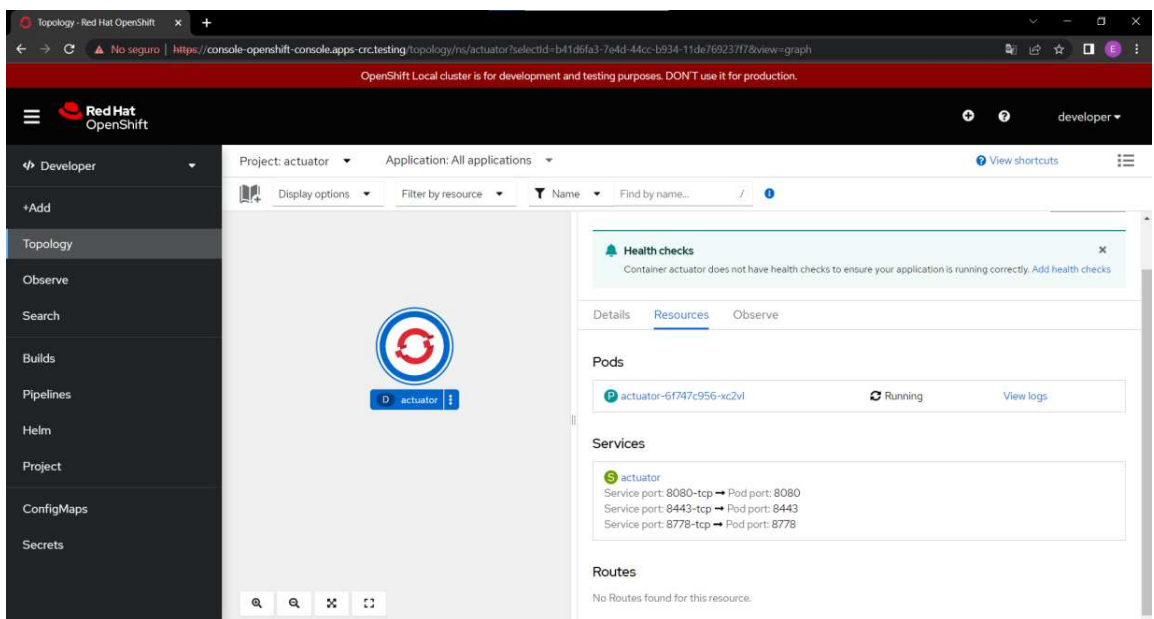 Topology - Red Hat OpenShift
No seguro | https://console-openshift-console.apps-crc.testing/topology/ns/actuator?selectId=b41d6fa3-7e4d-44cc-b934-11de769237f7&view=graph
E
OpenShift Local cluster is for development and testing purposes. DON'T use it for production.
Red Hat
OpenShift
developer
Developer
Project: actuator
Application: All applications
View shortcuts
Display options
Filter by resource
Name
Find by name...
/
+Add
Topology
Observe
Search
Builds
Pipelines
Helm
Project
ConfigMaps
Secrets
D actuator
Health checks
Container actuator does not have health checks to ensure your application is running correctly. Add health checks
Details Resources Observe
Pods
P actuator-6f747c956-xc2vl Running View logs
Services
S actuator
Service port: 8080-tcp → Pod port: 8080
Service port: 8443-tcp → Pod port: 8443
Service port: 8778-tcp → Pod port: 8778
Routes
No Routes found for this resource.